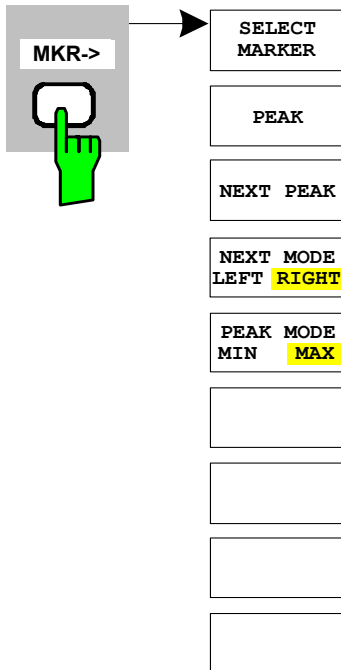 MKR->
SELECT
MARKER
PEAK
NEXT PEAK
NEXT MODE
LEFT RIGHT
PEAK MODE
MIN MAX